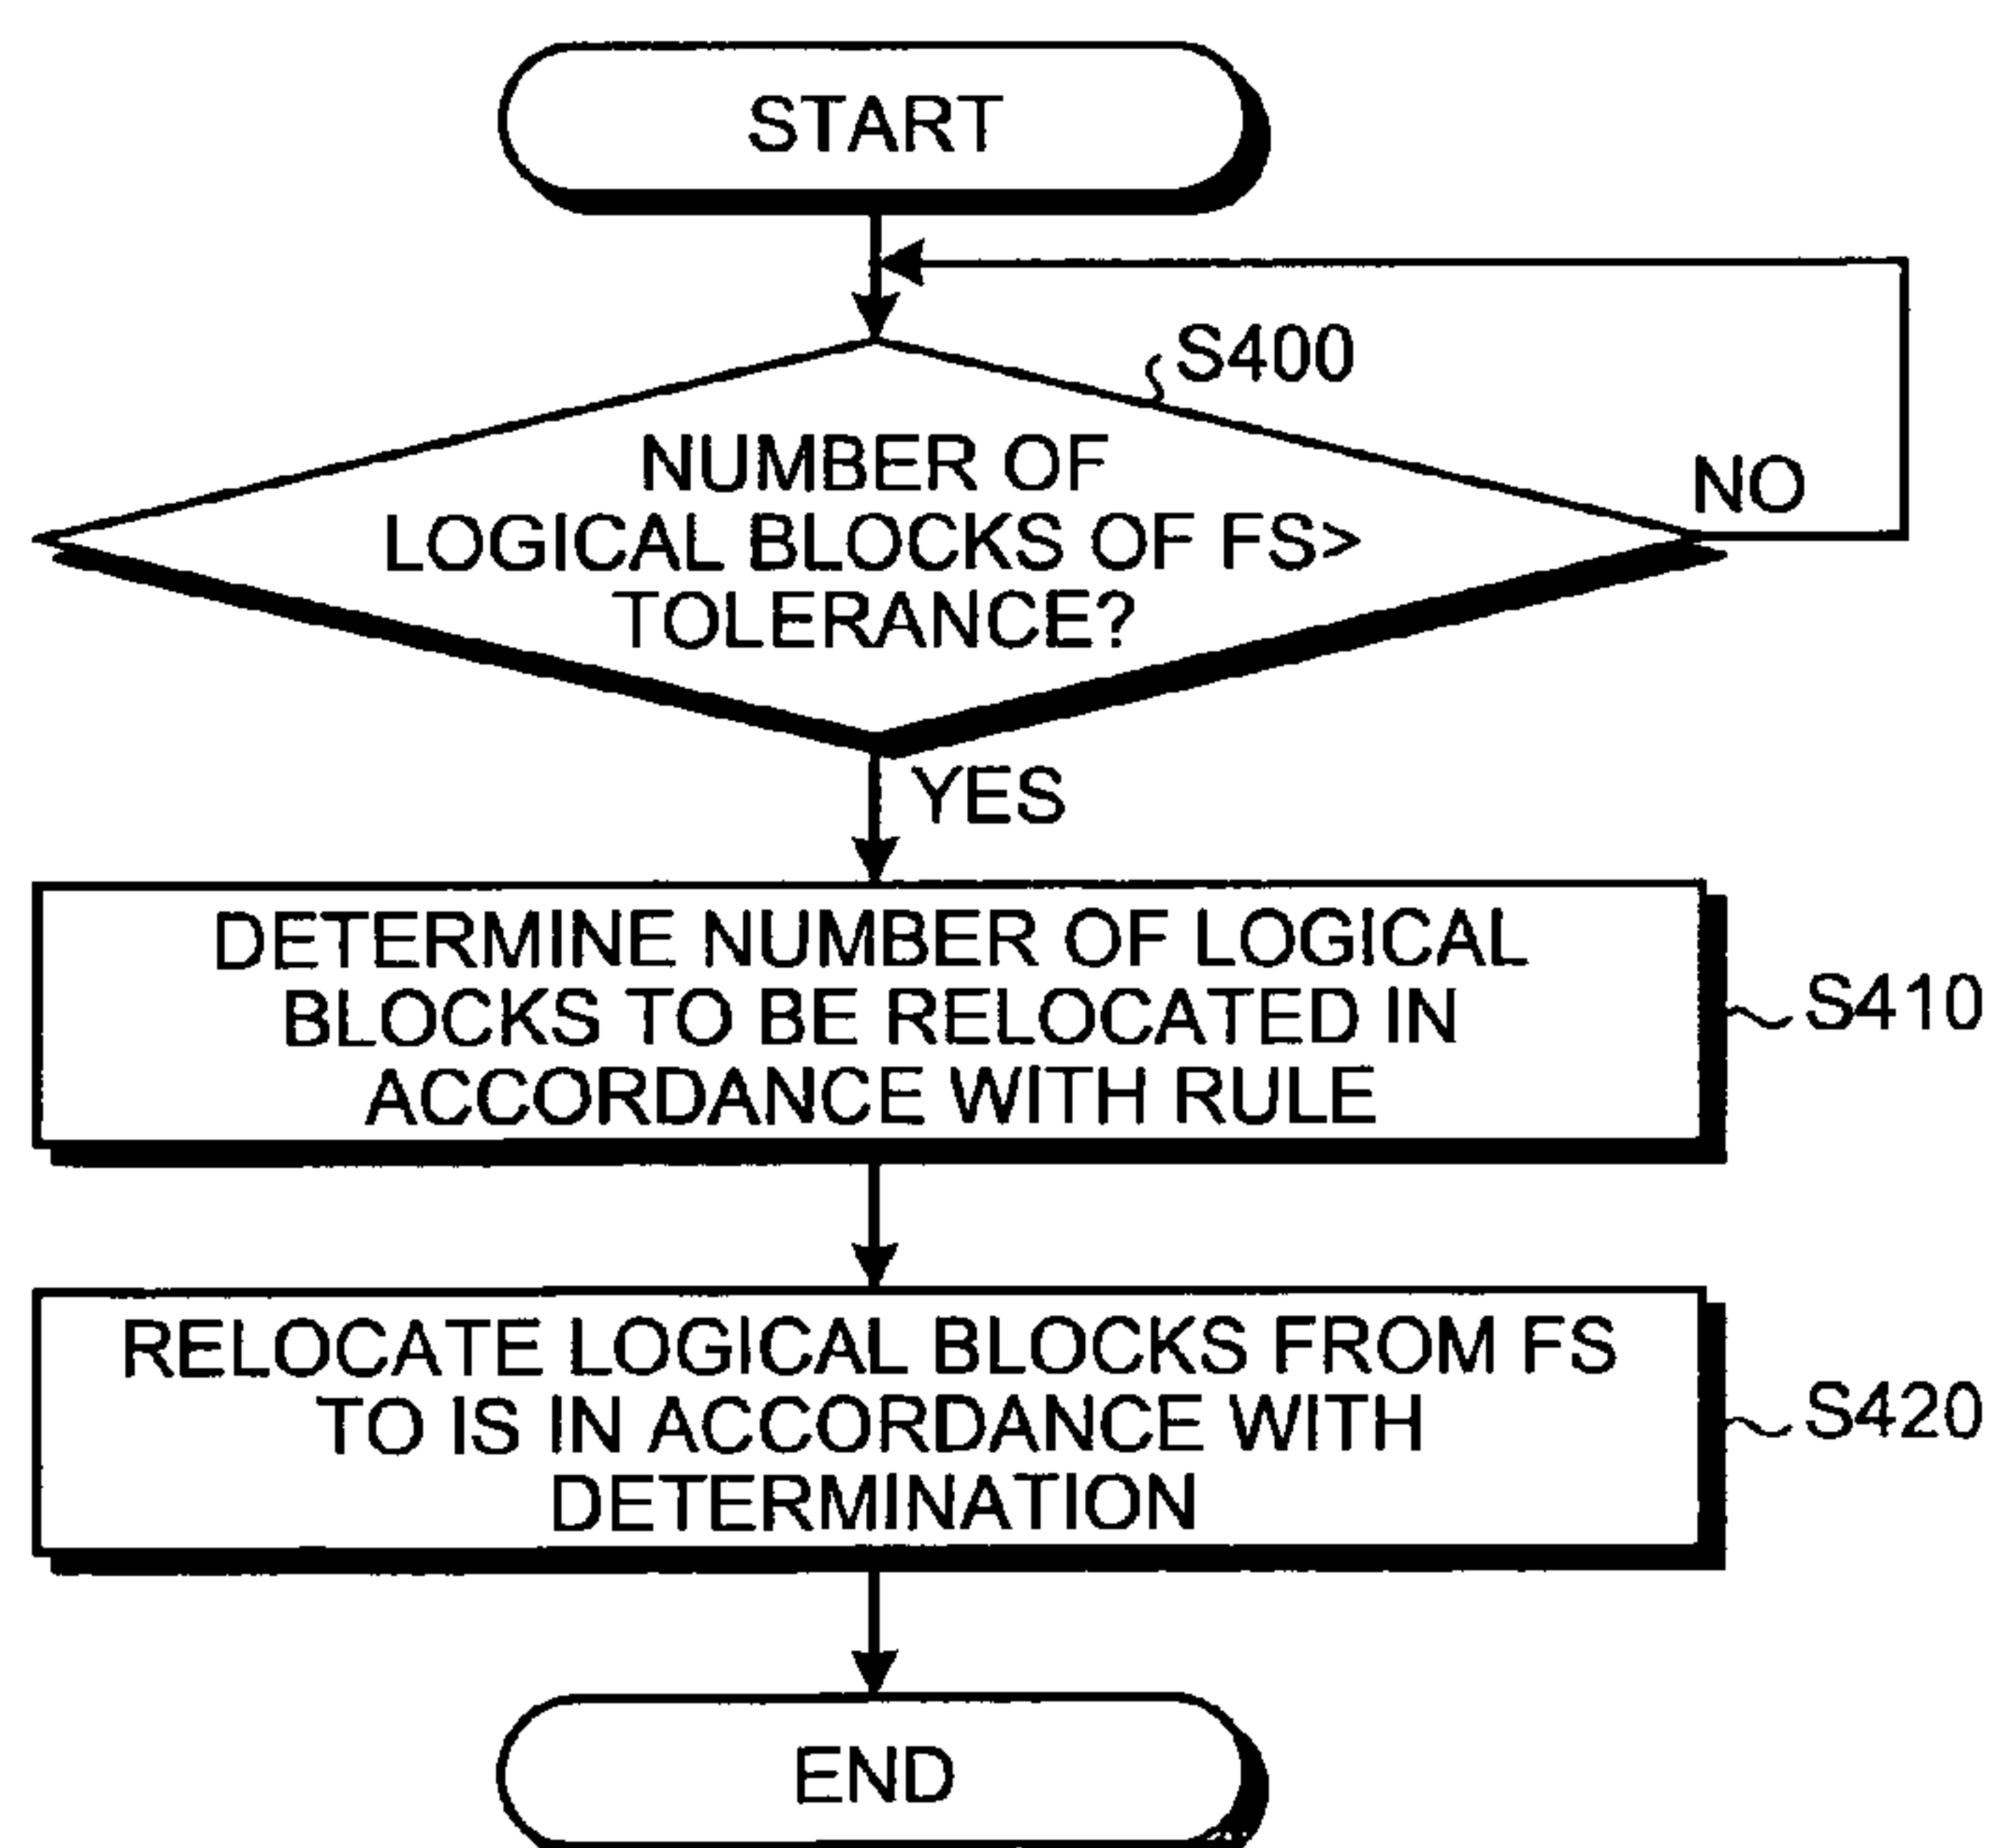 START
S400
NUMBER OF
LOGICAL BLOCKS OF FS>
TOLERANCE?
NO
YES
DETERMINE NUMBER OF LOGICAL
BLOCKS TO BE RELOCATED IN
ACCORDANCE WITH RULE
S410
RELOCATE LOGICAL BLOCKS FROM FS
TO IS IN ACCORDANCE WITH
DETERMINATION
S420
END